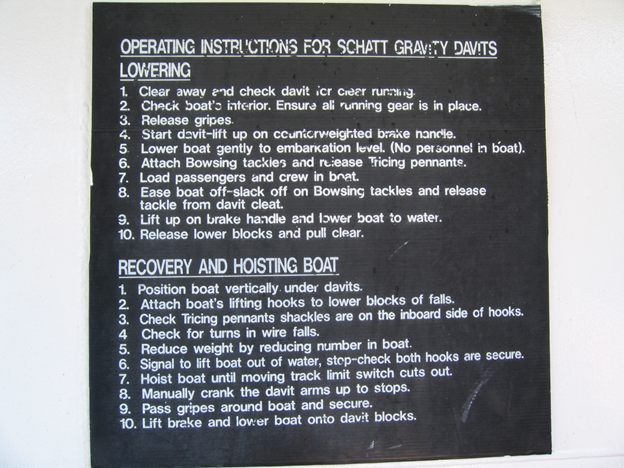 OPERATING INSTRUCTIONS FOR SCHATT GRAVITY DAVITS
LOWERING
1. Clear away and check davit for clear running.
2. Check boat's interior. Ensure all running gear is in place.
3. Release gripes.
4. Start davit-lift up on counterweighted brake handle.
5. Lower boat gently to embarkation level. (No personnel in boat).
6. Attach Bowsing tackles and release Tricing pennants.
7. Load passengers and crew in boat.
8. Ease boat off-slack off on Bowsing tackles and release
tackle from davit cleat.
9. Lift up on brake handle and lower boat to water.
10. Release lower blocks and pull clear.
RECOVERY AND HOISTING BOAT
1. Position boat vertically under davits.
2. Attach boat's lifting hooks to lower blocks of falls.
3. Check Tricing pennants shackles are on the inboard side of hooks.
4 Check for turns in wire falls.
5. Reduce weight by reducing number in boat.
6. Signal to lift boat out of water, stop-check both hooks are secure.
7. Hoist boat until moving track limit switch cuts out.
8. Manually crank the davit arms up to stops.
9. Pass gripes around boat and secure.
10. Lift brake and lower boat onto davit blocks.